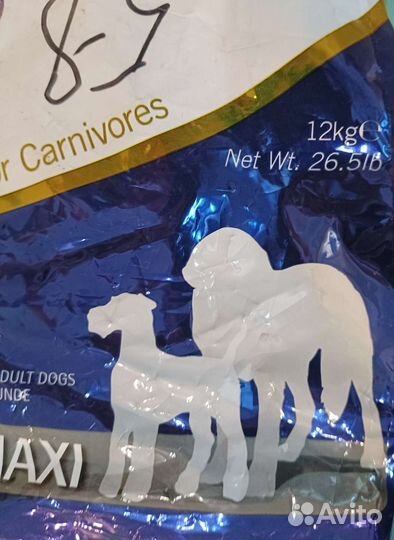 8-9
Carnivores
12kg℮
Net Wt. 26.5lb
DULT DOGS
UNDE
MAXI
Avito